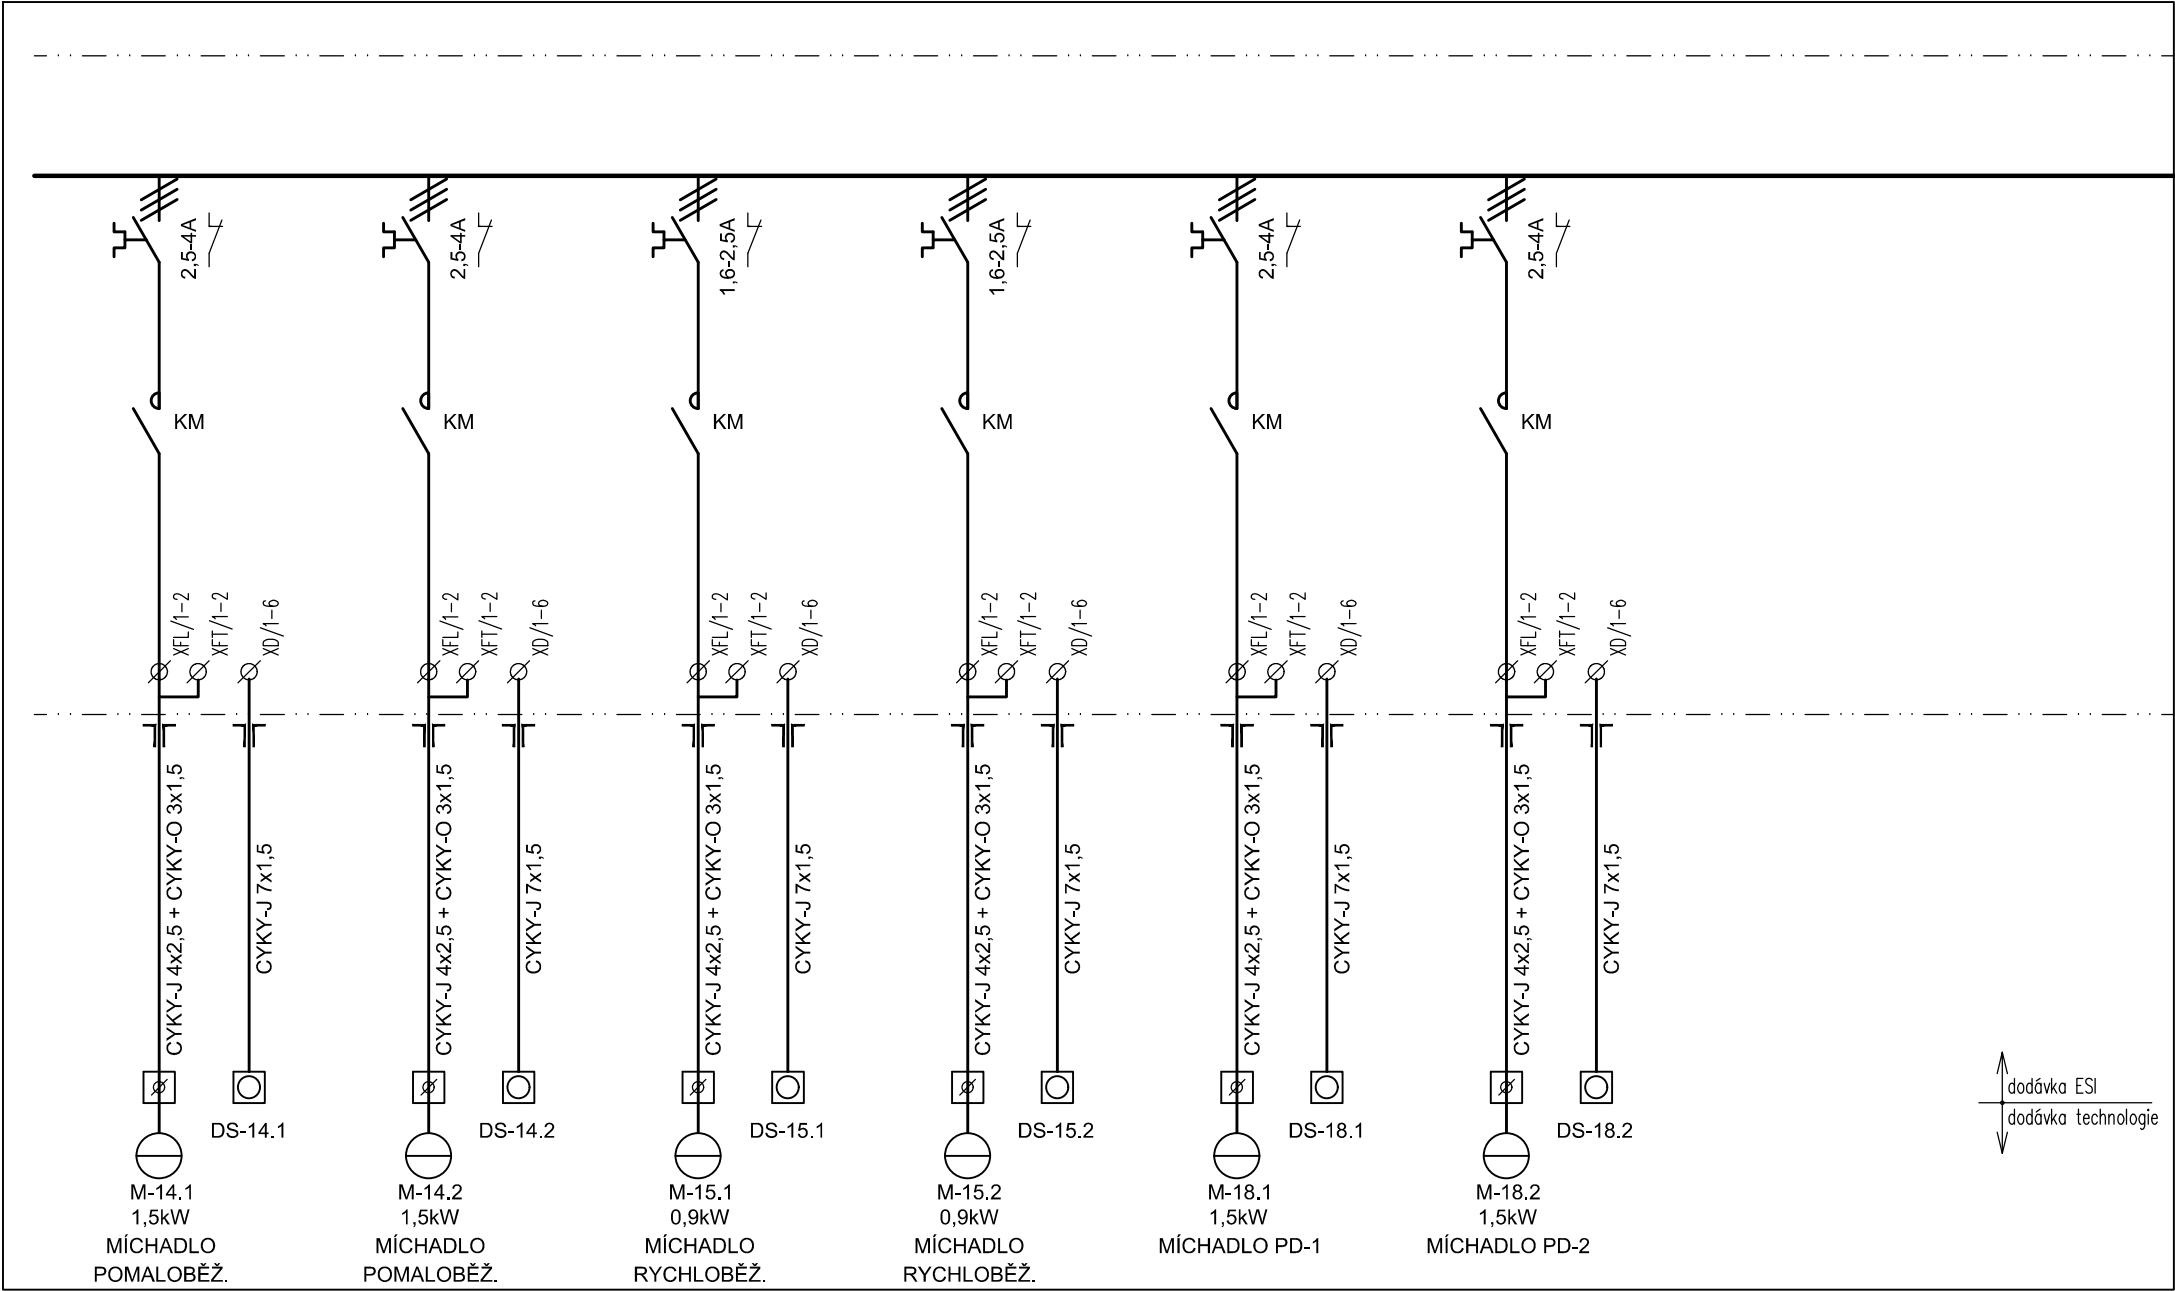 2,5-4A
2,5-4A
1,6-2,5A
1,6-2,5A
2,5-4A
2,5-4A
KM
KM
KM
KM
KM
KM
XFL/1-2
XFT/1-2
XD/1-6
XFL/1-2
XFT/1-2
XD/1-6
XFL/1-2
XFT/1-2
XD/1-6
XFL/1-2
XFT/1-2
XD/1-6
XFL/1-2
XFT/1-2
XD/1-6
XFL/1-2
XFT/1-2
XD/1-6
CYKY-J 4x2,5 + CYKY-O 3x1,5
CYKY-J 7x1,5
CYKY-J 4x2,5 + CYKY-O 3x1,5
CYKY-J 7x1,5
CYKY-J 4x2,5 + CYKY-O 3x1,5
CYKY-J 7x1,5
CYKY-J 4x2,5 + CYKY-O 3x1,5
CYKY-J 7x1,5
CYKY-J 4x2,5 + CYKY-O 3x1,5
CYKY-J 7x1,5
CYKY-J 4x2,5 + CYKY-O 3x1,5
CYKY-J 7x1,5
DS-14.1
DS-14.2
DS-15.1
DS-15.2
DS-18.1
DS-18.2
M-14.1
1,5kW
MÍCHADLO
POMALOBĚŽ.
M-14.2
1,5kW
MÍCHADLO
POMALOBĚŽ.
M-15.1
0,9kW
MÍCHADLO
RYCHLOBĚŽ.
M-15.2
0,9kW
MÍCHADLO
RYCHLOBĚŽ.
M-18.1
1,5kW
MÍCHADLO PD-1
M-18.2
1,5kW
MÍCHADLO PD-2
dodávka ESI
dodávka technologie